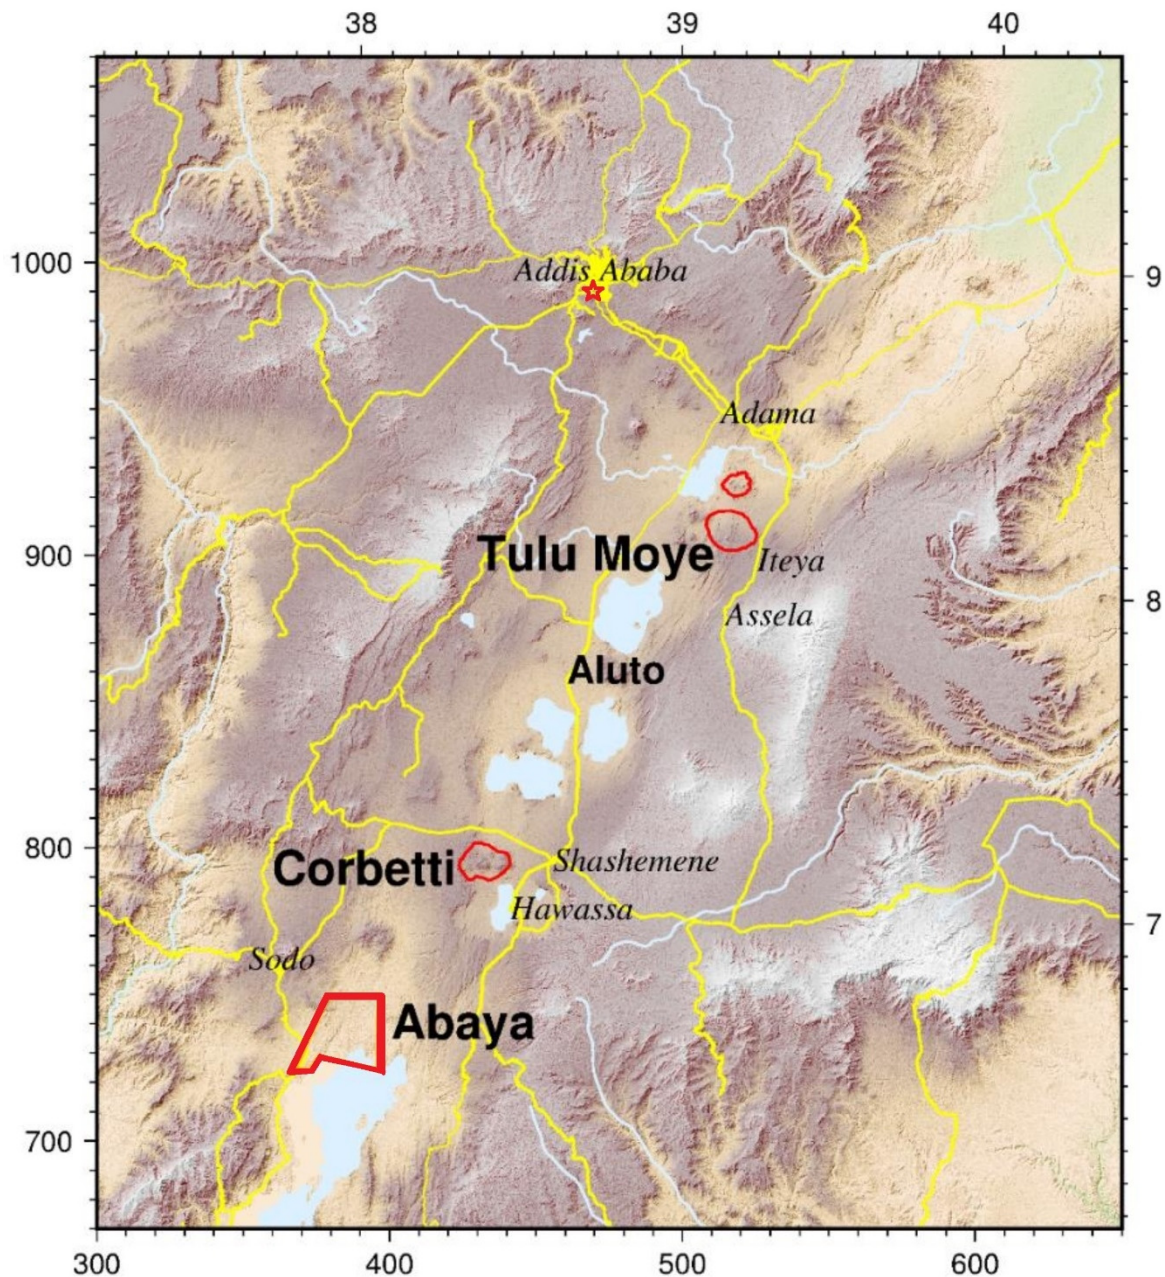 38 39 40
1000
Addis Ababa
9
Adama
900
Tulu Moye
Iteya
8
Assela
Aluto
800
Corbetti
Shashemene
Hawassa
7
Sodo
Abaya
700
300 400 500 600